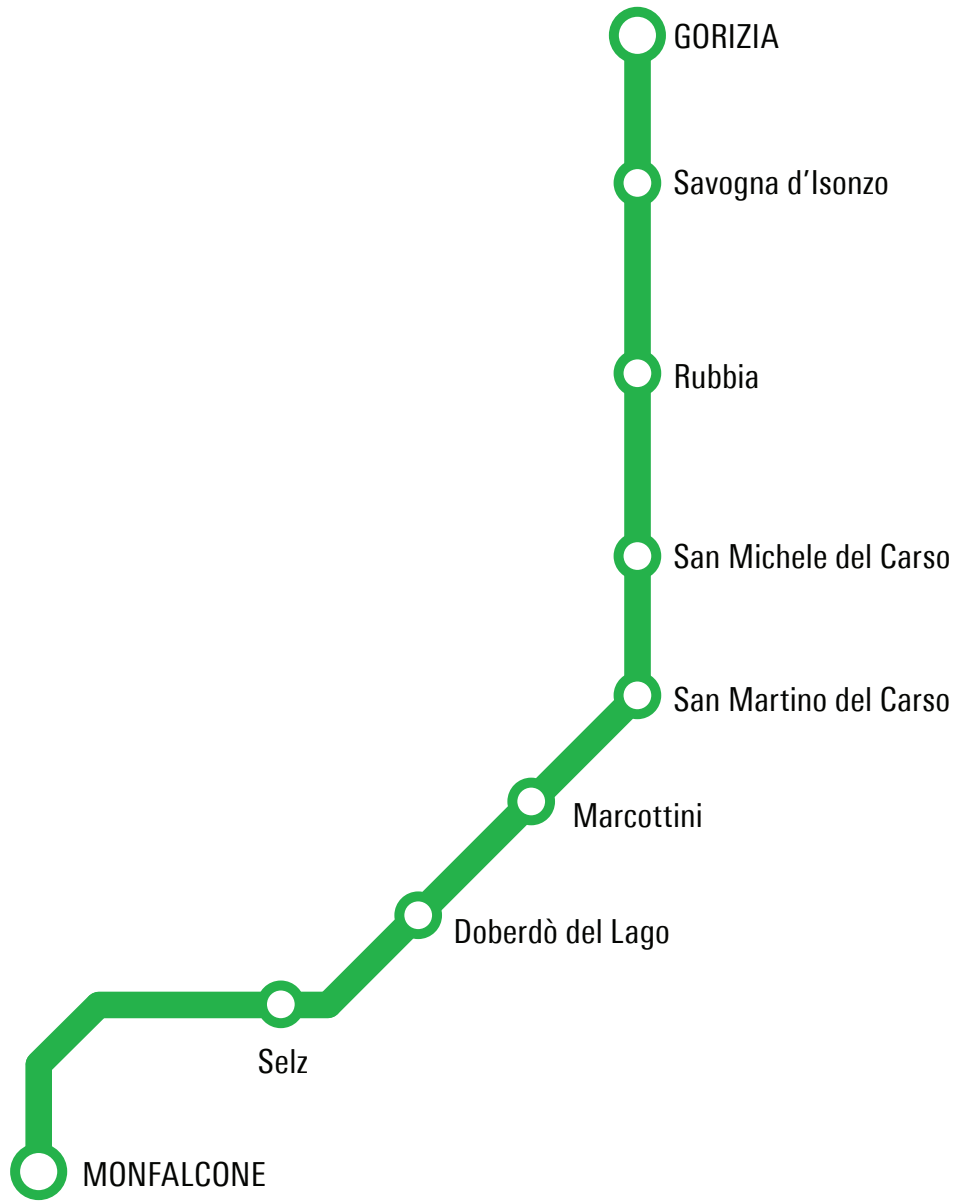 GORIZIA
Savogna d'Isonzo
Rubbia
San Michele del Carso
San Martino del Carso
Marcottini
Doberdò del Lago
Selz
MONFALCONE